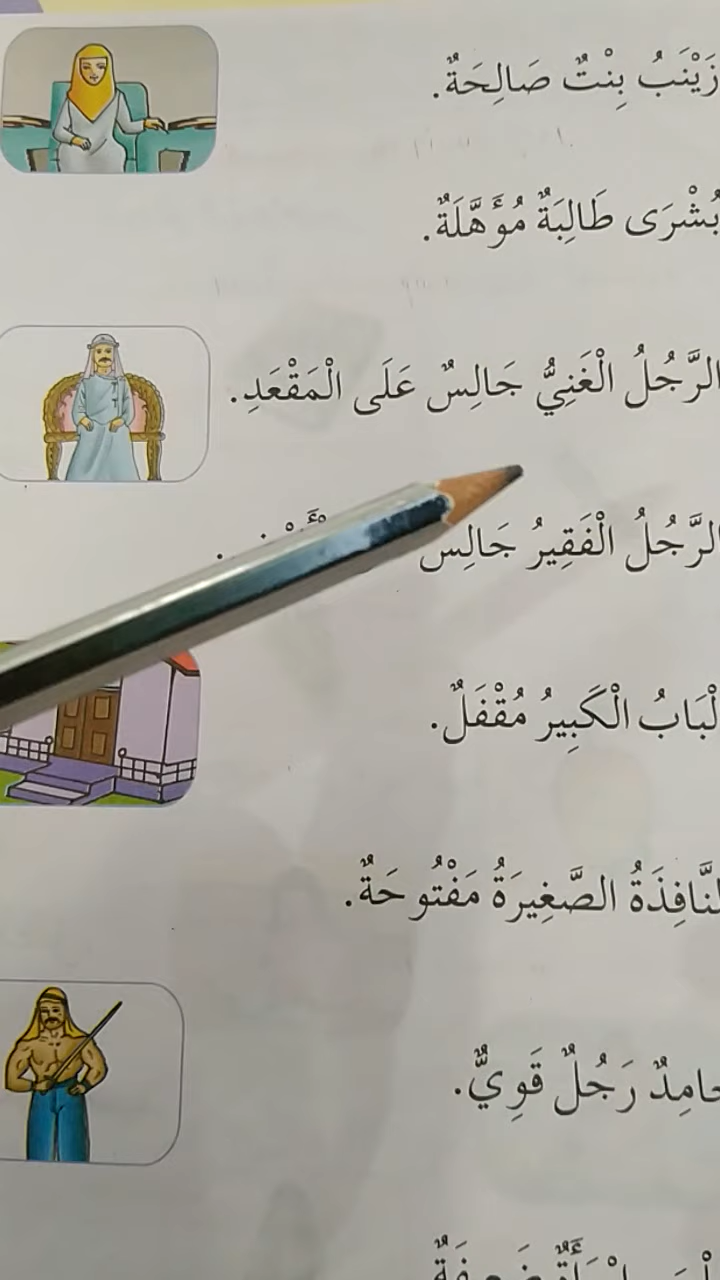 زَيْنَبُ بِنْتٌ صَالِحَةٌ.
بُشْرَى طَالِبَةٌ مُؤَهَّلَةٌ.
الرَّجُلُ الْغَنِيُّ جَالِسٌ عَلَى الْمَقْعَدِ.
الرَّجُلُ الْفَقِيرُ جَالِسٌ
الْبَابُ الْكَبِيرُ مُقْفَلٌ.
النَّافِذَةُ الصَّغِيرَةُ مَفْتُوحَةٌ.
حَامِدٌ رَجُلٌ قَوِيٌّ.